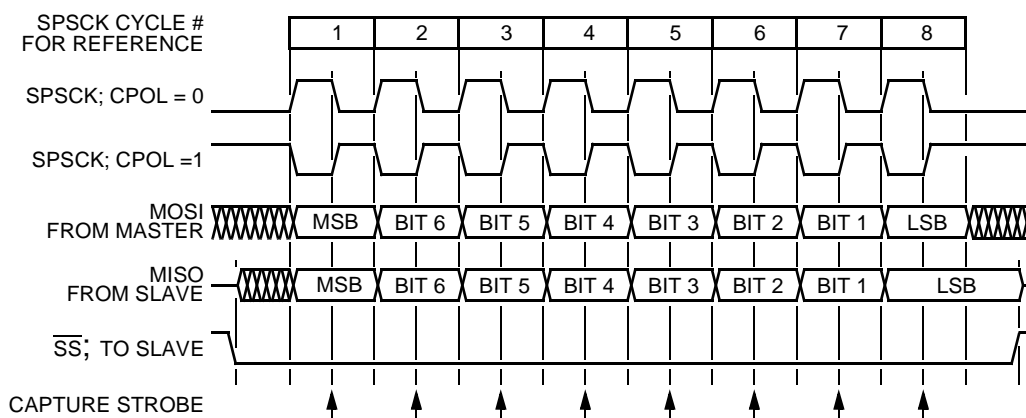 SPSCK CYCLE #
FOR REFERENCE
1 2 3 4 5 6 7 8
SPSCK; CPOL = 0
SPSCK; CPOL =1
MOSI
FROM MASTER
MSB BIT 6 BIT 5 BIT 4 BIT 3 BIT 2 BIT 1 LSB
MISO
FROM SLAVE
MSB BIT 6 BIT 5 BIT 4 BIT 3 BIT 2 BIT 1 LSB
SS; TO SLAVE
CAPTURE STROBE